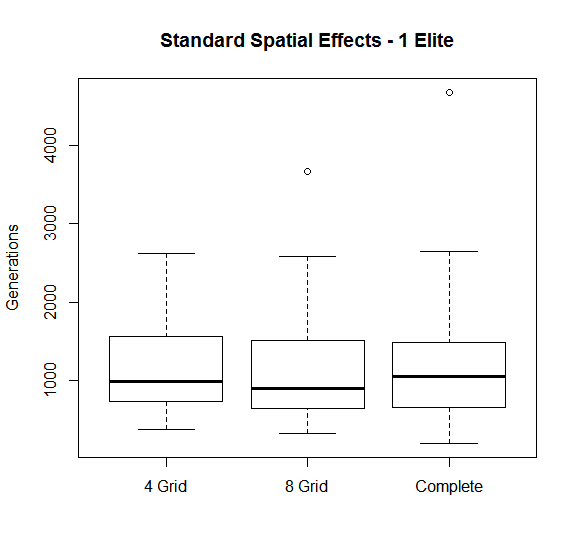 Standard Spatial Effects - 1 Elite
Generations
4000
3000
2000
1000
4 Grid
8 Grid
Complete